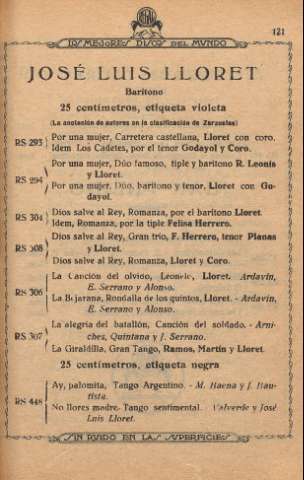 121
LOS MEJORES DISCOS DEL MUNDO
JOSÉ LUIS LLORET
Barítono
25 centímetros, etiqueta violeta
(La anotación de autores en la clasificación de Zarzuelas)
RS 293 Por una mujer, Carretera castellana, Lloret con coro.
Idem Los Cadetes, por el tenor Godayol y Coro.
RS 294 Por una mujer, Dúo famoso, tiple y barítono R. Leonís
y Lloret.
Por una mujer, Dúo, barítono y tenor, Lloret con Go-
dayol.
RS 304 Dios salve al Rey, Romanza, por el barítono Lloret.
Idem, Romanza, por la tiple Felisa Herrero.
RS 308 Dios salve al Rey, Gran trio, F. Herrero, tenor Planas
y Lloret.
Dios salve al Rey, Romanza, Lloret y Coro.
RS 306 La Canción del olvido, Leonelo, Lloret. - Ardavín,
E. Serrano y Alonso.
La Bejarana, Rondalla de los quintos, Lloret. - Ardavín,
E. Serrano y Alonso.
RS 307 La alegría del batallón, Canción del soldado. - Arni-
ches, Quintana y J. Serrano.
La Giraldilla, Gran Tango, Ramos, Martín y Lloret.
25 centímetros, etiqueta negra
RS 448 Ay, palomita, Tango Argentino. - M. Baena y J. Bau-
tista.
No llores madre. Tango sentimental. Valverde y José
Luis Lloret.
SIN RUIDO EN LAS SUPERFICIES